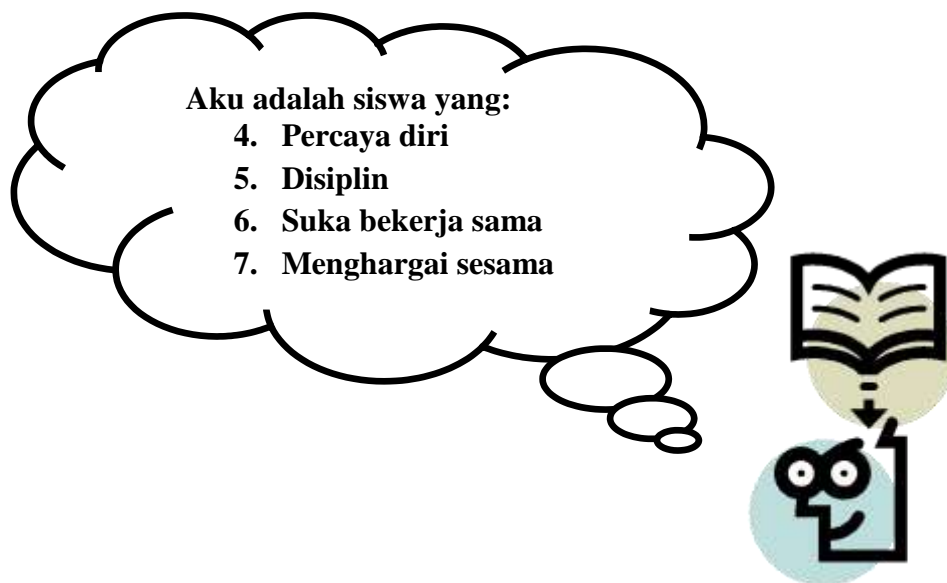 Aku adalah siswa yang:
4. Percaya diri
5. Disiplin
6. Suka bekerja sama
7. Menghargai sesama